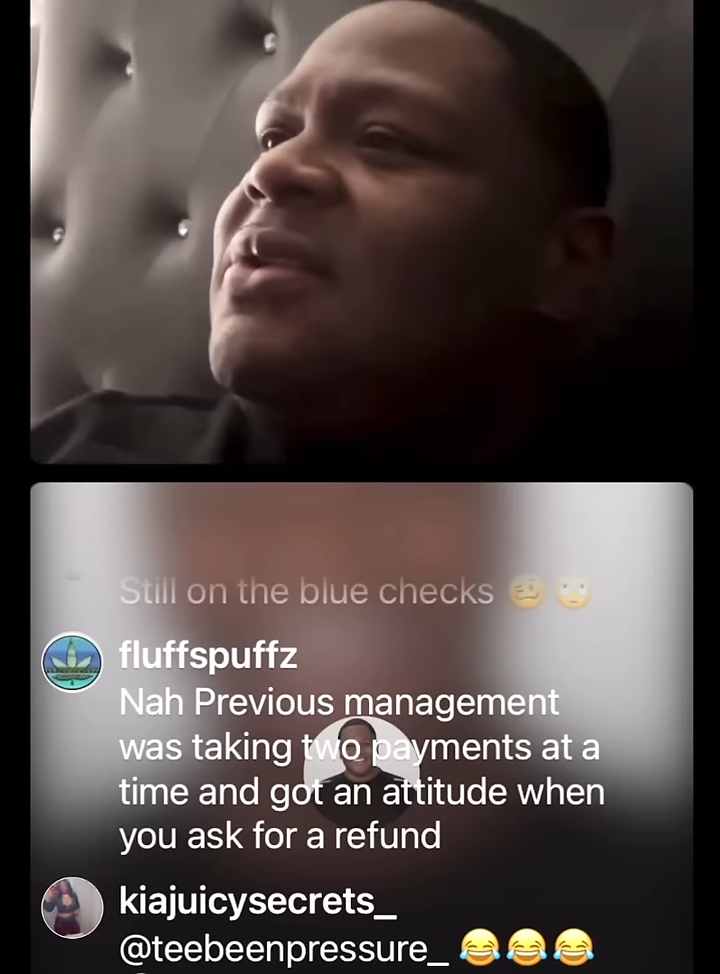 Still on the blue checks 🥴 🙄
fluffspuffz
Nah Previous management
was taking two payments at a
time and got an attitude when
you ask for a refund
kiajuicysecrets_
@teebeenpressure_ 😂😂😂